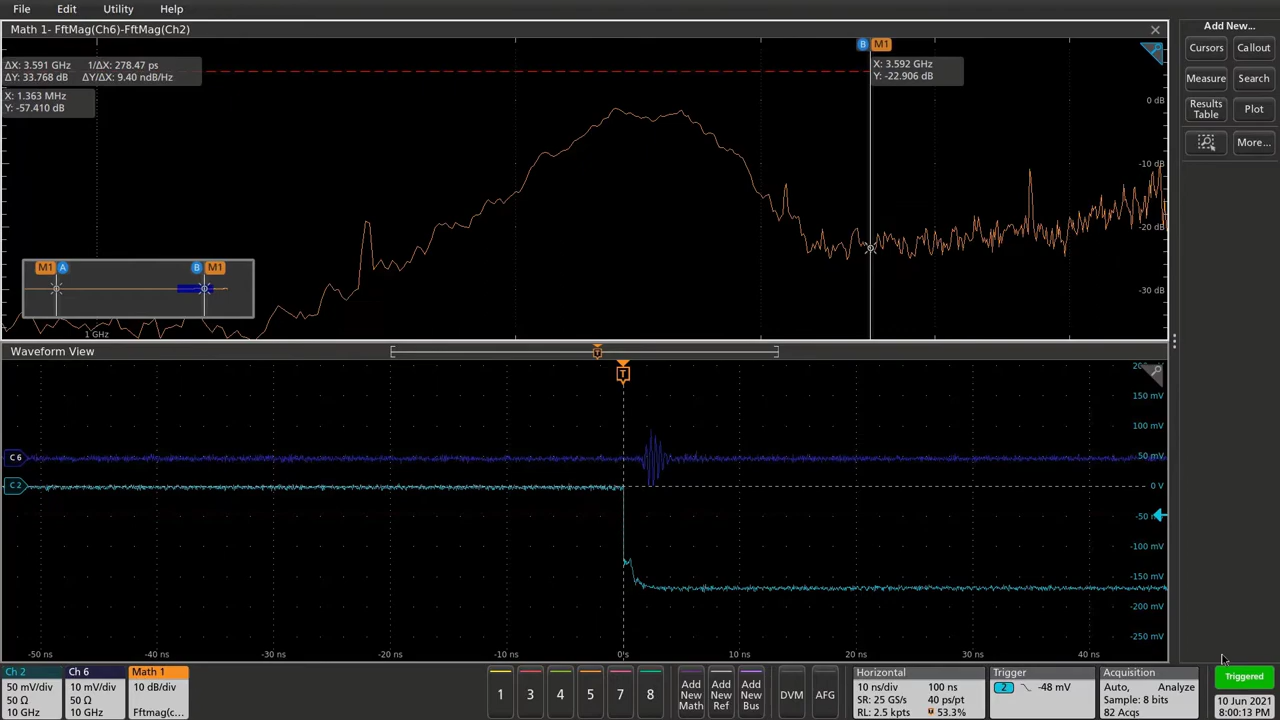 File Edit Utility Help
Math 1- FftMag(Ch6)-FftMag(Ch2)
Add New...
B M1
Cursors Callout
ΔX: 3.591 GHz 1/ΔX: 278.47 ps
ΔY: 33.768 dB ΔY/ΔX: 9.40 ndB/Hz
X: 3.592 GHz
Y: -22.906 dB
Measure Search
X: 1.363 MHz
Y: -57.410 dB
0 dB
Results
Table
Plot
More...
-10 dB
-20 dB
M1 A B M1
-30 dB
1 GHz
Waveform View
T
T
150 mV
100 mV
C6
50 mV
C2
0 V
-50
-100 mV
-150 mV
-200 mV
-250 mV
-50 ns -40 ns -30 ns -20 ns -10 ns 0s 10 ns 20 ns 30 ns 40 ns
Ch 2
50 mV/div
50 Ω
10 GHz
Ch 6
10 mV/div
50 Ω
10 GHz
Math 1
10 dB/div
Fftmag(c...
1 3 4 5 7 8
Add
New
Math
Add
New
Ref
Add
New
Bus
DVM AFG
Horizontal
10 ns/div 100 ns
SR: 25 GS/s 40 ps/pt
RL: 2.5 kpts T 53.3%
Trigger
2 -48 mV
Acquisition
Auto, Analyze
Sample: 8 bits
82 Acqs
Triggered
10 Jun 2021
8:00:13 PM